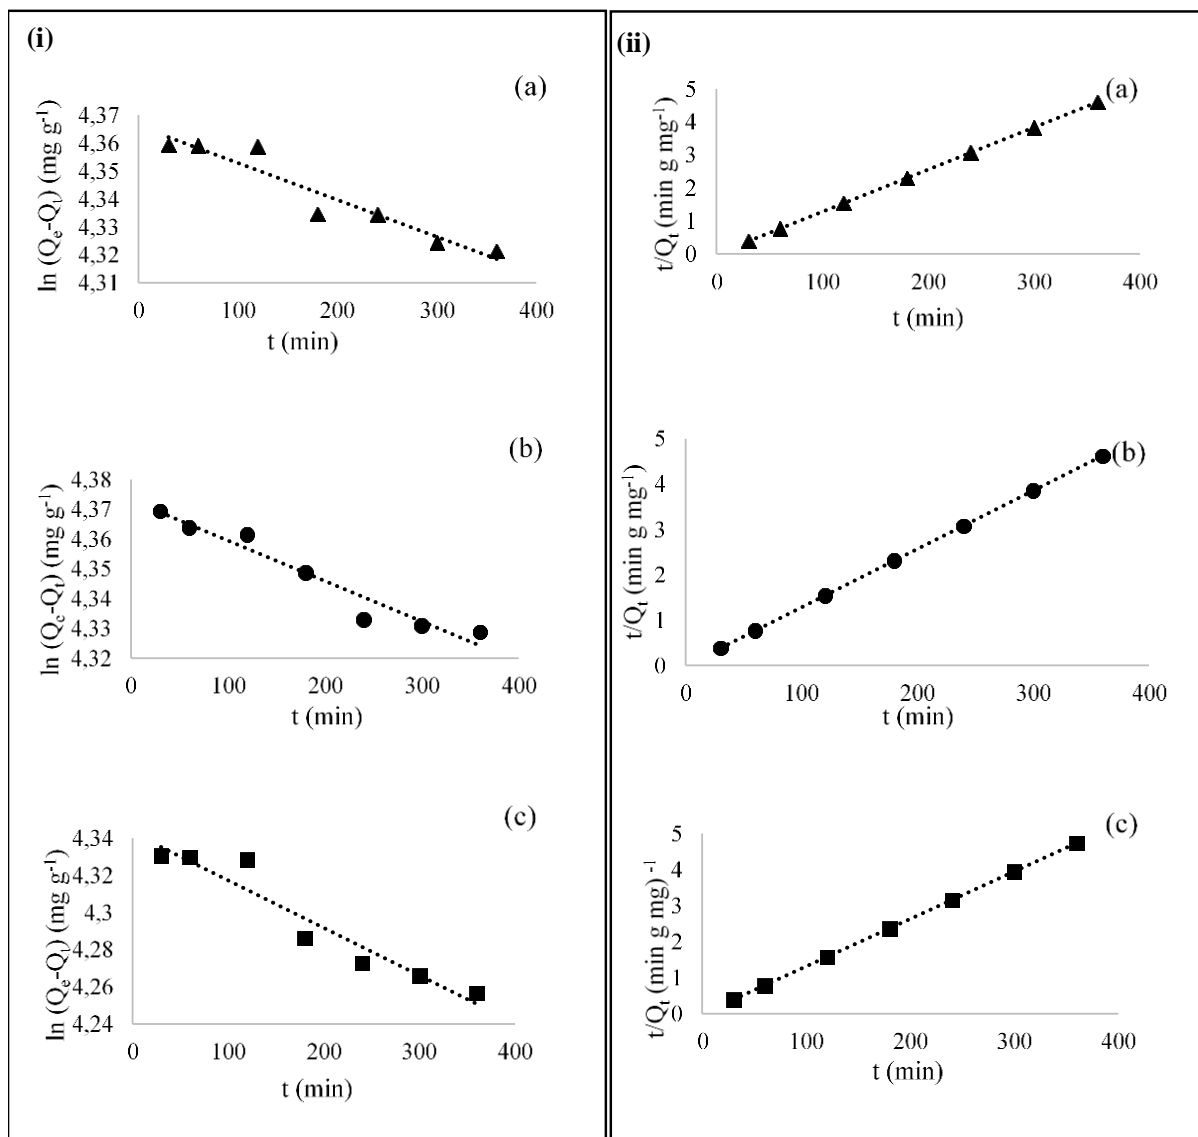 (i)
(a)
ln (Qe-Qt) (mg g-1)
4,37
4,36
4,35
4,34
4,33
4,32
4,31
0 100 200 300 400
t (min)
(b)
ln (Qe-Qt) (mg g-1)
4,38
4,37
4,36
4,35
4,34
4,33
4,32
0 100 200 300 400
t (min)
(c)
ln (Qe-Qt) (mg g-1)
4,34
4,32
4,3
4,28
4,26
4,24
0 100 200 300 400
t (min)
(ii)
(a)
t/Qt (min g mg-1)
5
4
3
2
1
0
0 100 200 300 400
t (min)
(b)
t/Qt (min g mg-1)
5
4
3
2
1
0
0 100 200 300 400
t (min)
(c)
t/Qt (min g mg)-1
5
4
3
2
1
0
0 100 200 300 400
t (min)